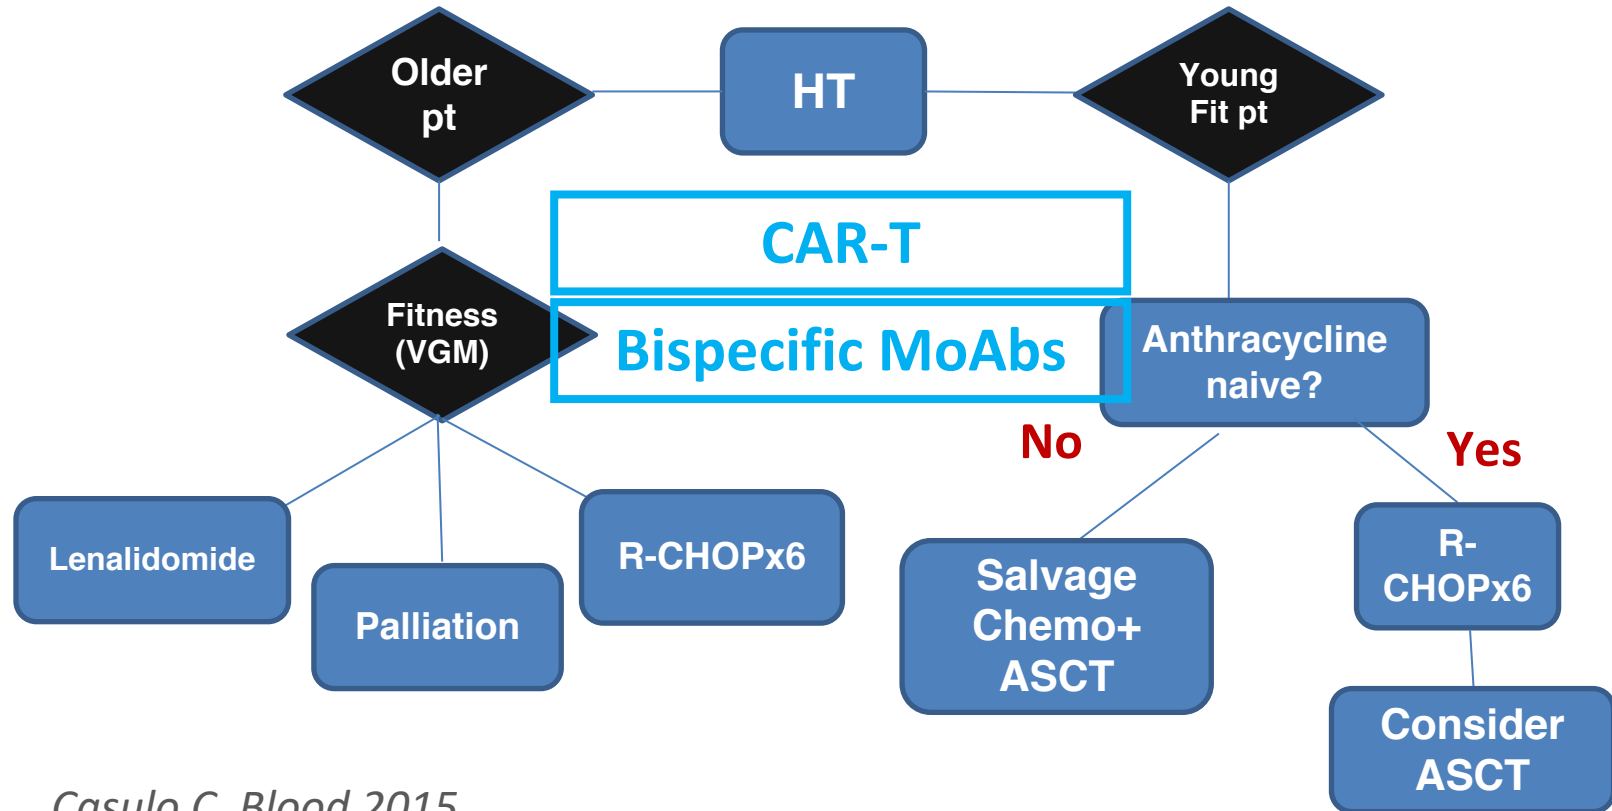 Older
pt
HT
Young
Fit pt
CAR-T
Fitness
(VGM)
Bispecific MoAbs
Anthracycline
naive?
No
Yes
Lenalidomide
Palliation
R-CHOPx6
Salvage
Chemo+
ASCT
R-
CHOPx6
Consider
ASCT
Casulo C, Blood 2015